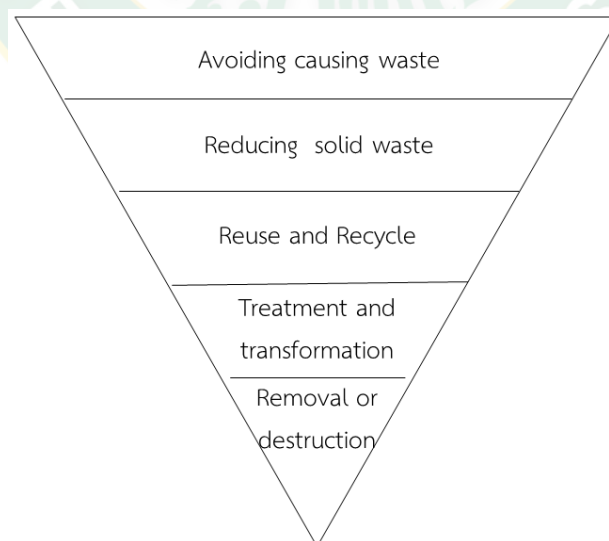 Avoiding causing waste
Reducing solid waste
Reuse and Recycle
Treatment and
transformation
Removal or
destruction